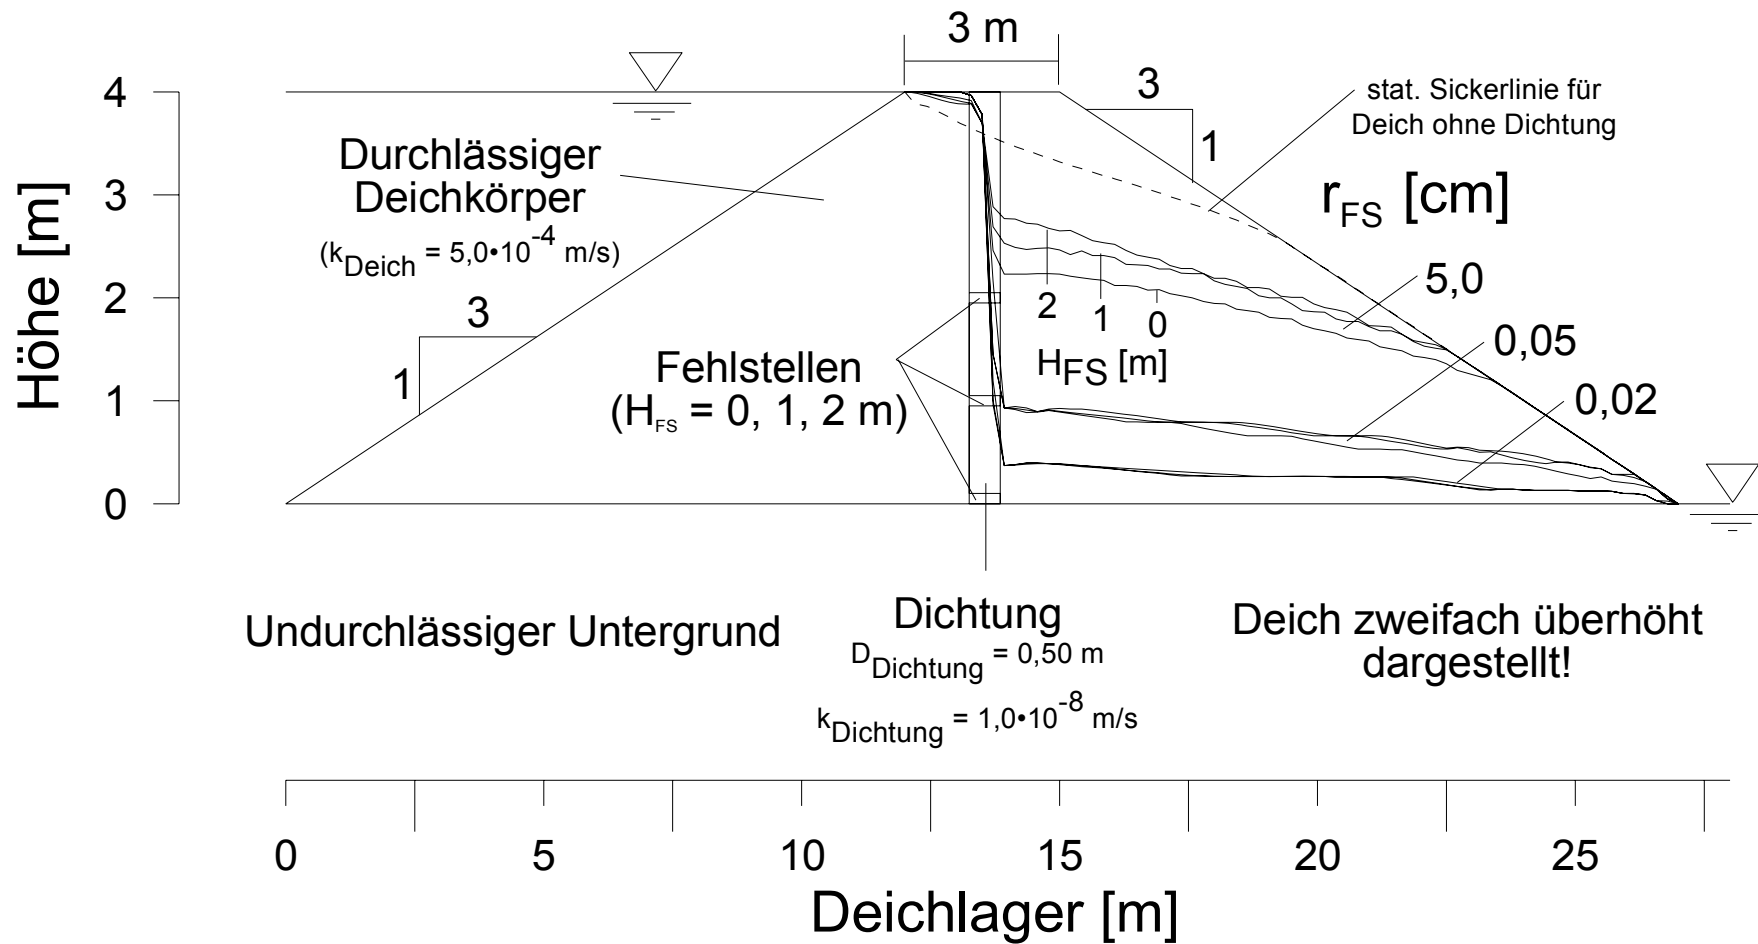 3 m
3
1
stat. Sickerlinie für
Deich ohne Dichtung
Höhe [m]
4
3
2
1
0
Durchlässiger
Deichkörper
(k_Deich = 5,0•10^-4 m/s)
3
1
r_FS [cm]
5,0
0,05
0,02
2
1
0
H_FS [m]
Fehlstellen
(H_FS = 0, 1, 2 m)
Undurchlässiger Untergrund
Dichtung
D_Dichtung = 0,50 m
k_Dichtung = 1,0•10^-8 m/s
Deich zweifach überhöht
dargestellt!
0 5 10 15 20 25
Deichlager [m]